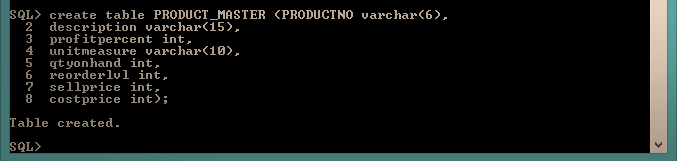 SQL> create table PRODUCT_MASTER (PRODUCTNO varchar(6),
2 description varchar(15),
3 profitpercent int,
4 unitmeasure varchar(10),
5 qtyonhand int,
6 reorderlvl int,
7 sellprice int,
8 costprice int);
Table created.
SQL>